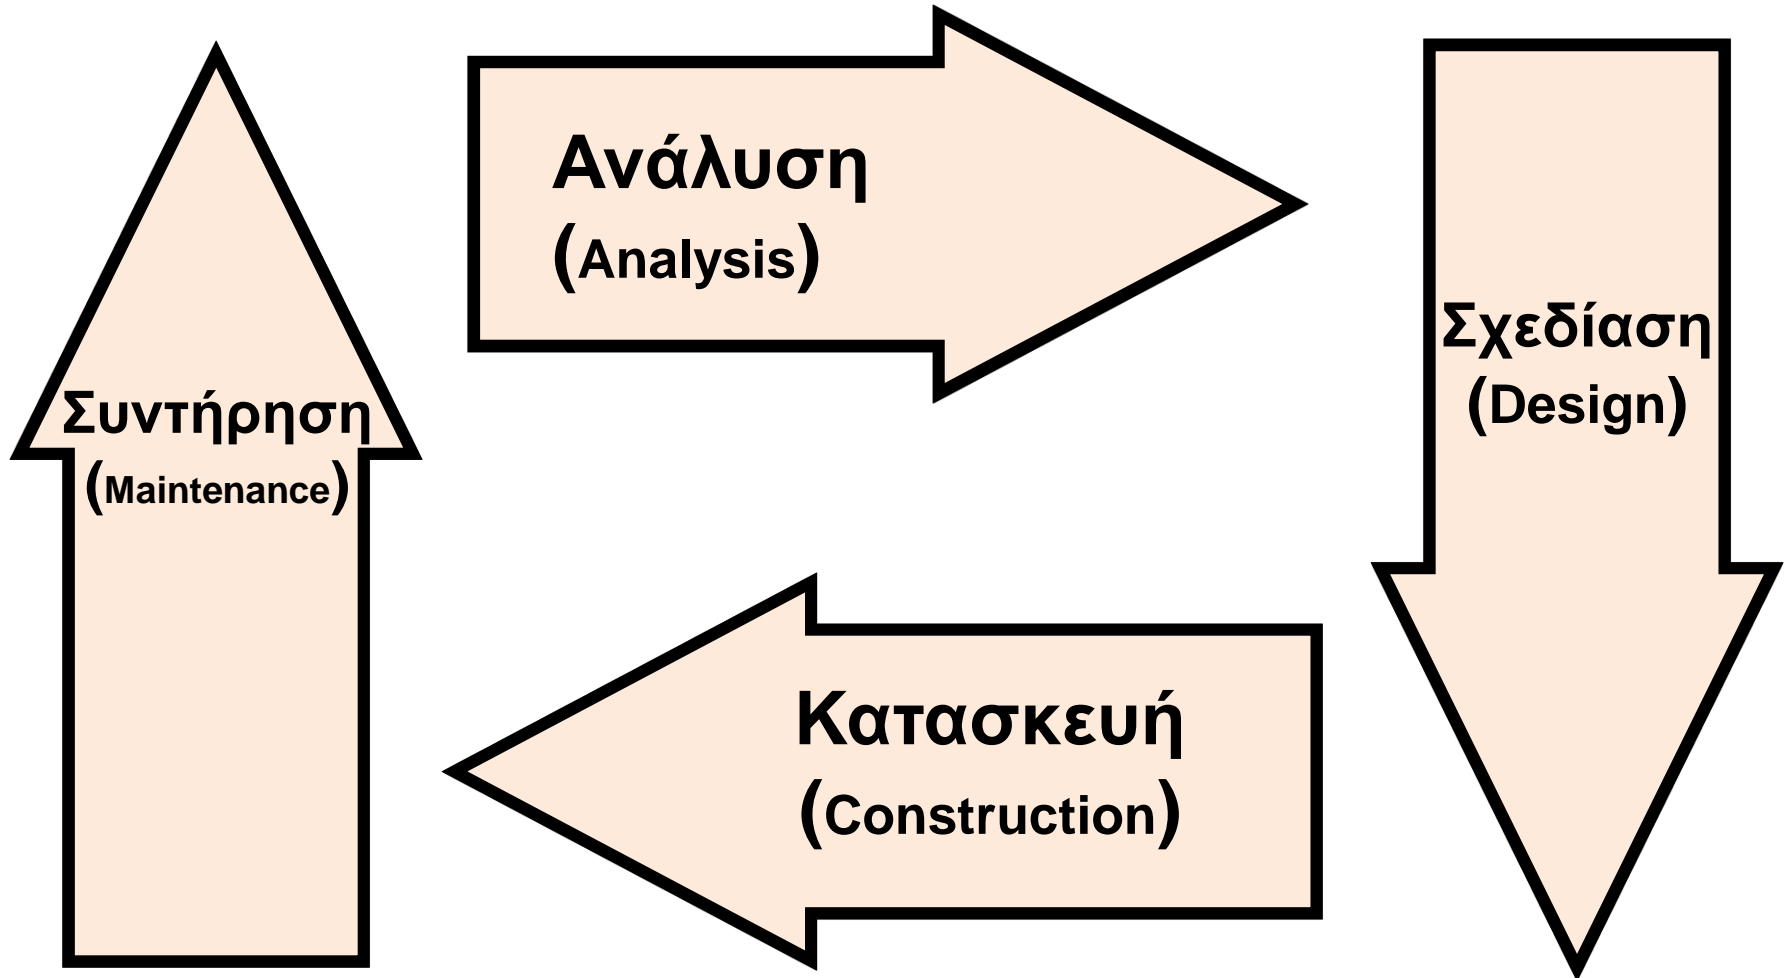 Ανάλυση
(Analysis)
Σχεδίαση
(Design)
Κατασκευή
(Construction)
Συντήρηση
(Maintenance)